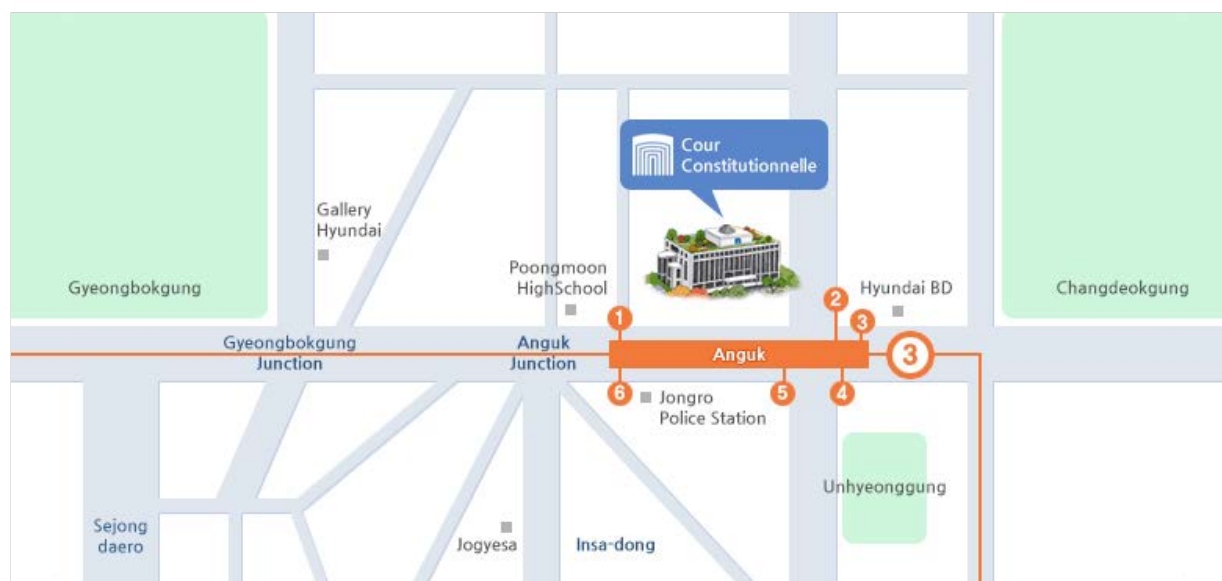 Cour
Constitutionnelle
Gallery
Hyundai
Poongmoon
HighSchool
Gyeongbokgung
Hyundai BD
Changdeokgung
1
2
3
Gyeongbokgung
Junction
Anguk
Junction
Anguk
3
6
5
4
Jongro
Police Station
Unhyeonggung
Sejong
daero
Jogyesa
Insa-dong